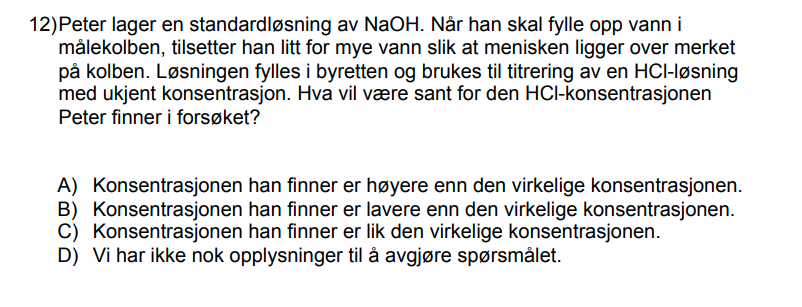 12)Peter lager en standardløsning av NaOH. Når han skal fylle opp vann i
målekolben, tilsetter han litt for mye vann slik at menisken ligger over merket
på kolben. Løsningen fylles i byretten og brukes til titrering av en HCl-løsning
med ukjent konsentrasjon. Hva vil være sant for den HCl-konsentrasjonen
Peter finner i forsøket?
A) Konsentrasjonen han finner er høyere enn den virkelige konsentrasjonen.
B) Konsentrasjonen han finner er lavere enn den virkelige konsentrasjonen.
C) Konsentrasjonen han finner er lik den virkelige konsentrasjonen.
D) Vi har ikke nok opplysninger til å avgjøre spørsmålet.